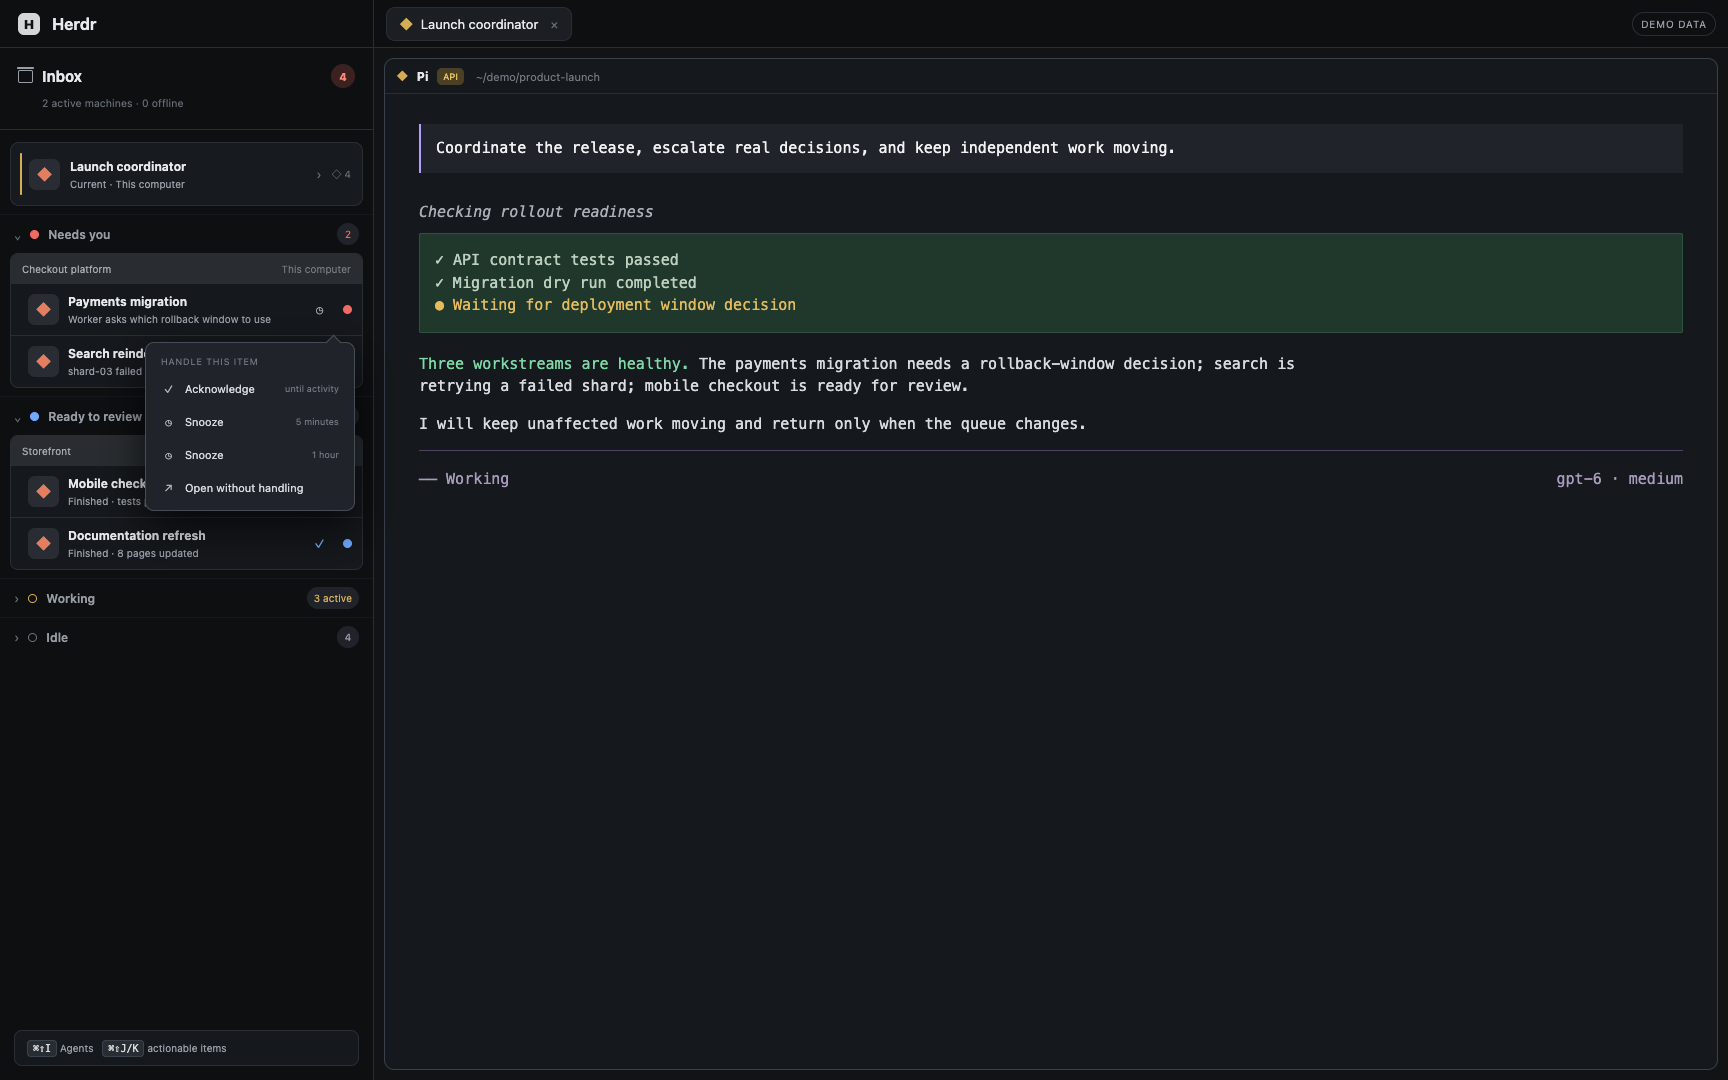 H Herdr
Inbox
4
2 active machines · 0 offline
Launch coordinator
Current · This computer
› ◇ 4
Needs you
2
Checkout platform
This computer
Payments migration
Worker asks which rollback window to use
Search reind
shard-03 failed
HANDLE THIS ITEM
✓ Acknowledge until activity
Snooze 5 minutes
Snooze 1 hour
↗ Open without handling
Ready to review
Storefront
Mobile check
Finished · tests
Documentation refresh
Finished · 8 pages updated
✓
› Working
3 active
› Idle
4
⌘⇧I Agents ⌘⇧J/K actionable items
Launch coordinator ×
DEMO DATA
Pi API ~/demo/product-launch
Coordinate the release, escalate real decisions, and keep independent work moving.
Checking rollout readiness
✓ API contract tests passed
✓ Migration dry run completed
● Waiting for deployment window decision
Three workstreams are healthy. The payments migration needs a rollback-window decision; search is
retrying a failed shard; mobile checkout is ready for review.
I will keep unaffected work moving and return only when the queue changes.
— Working
gpt-6 · medium